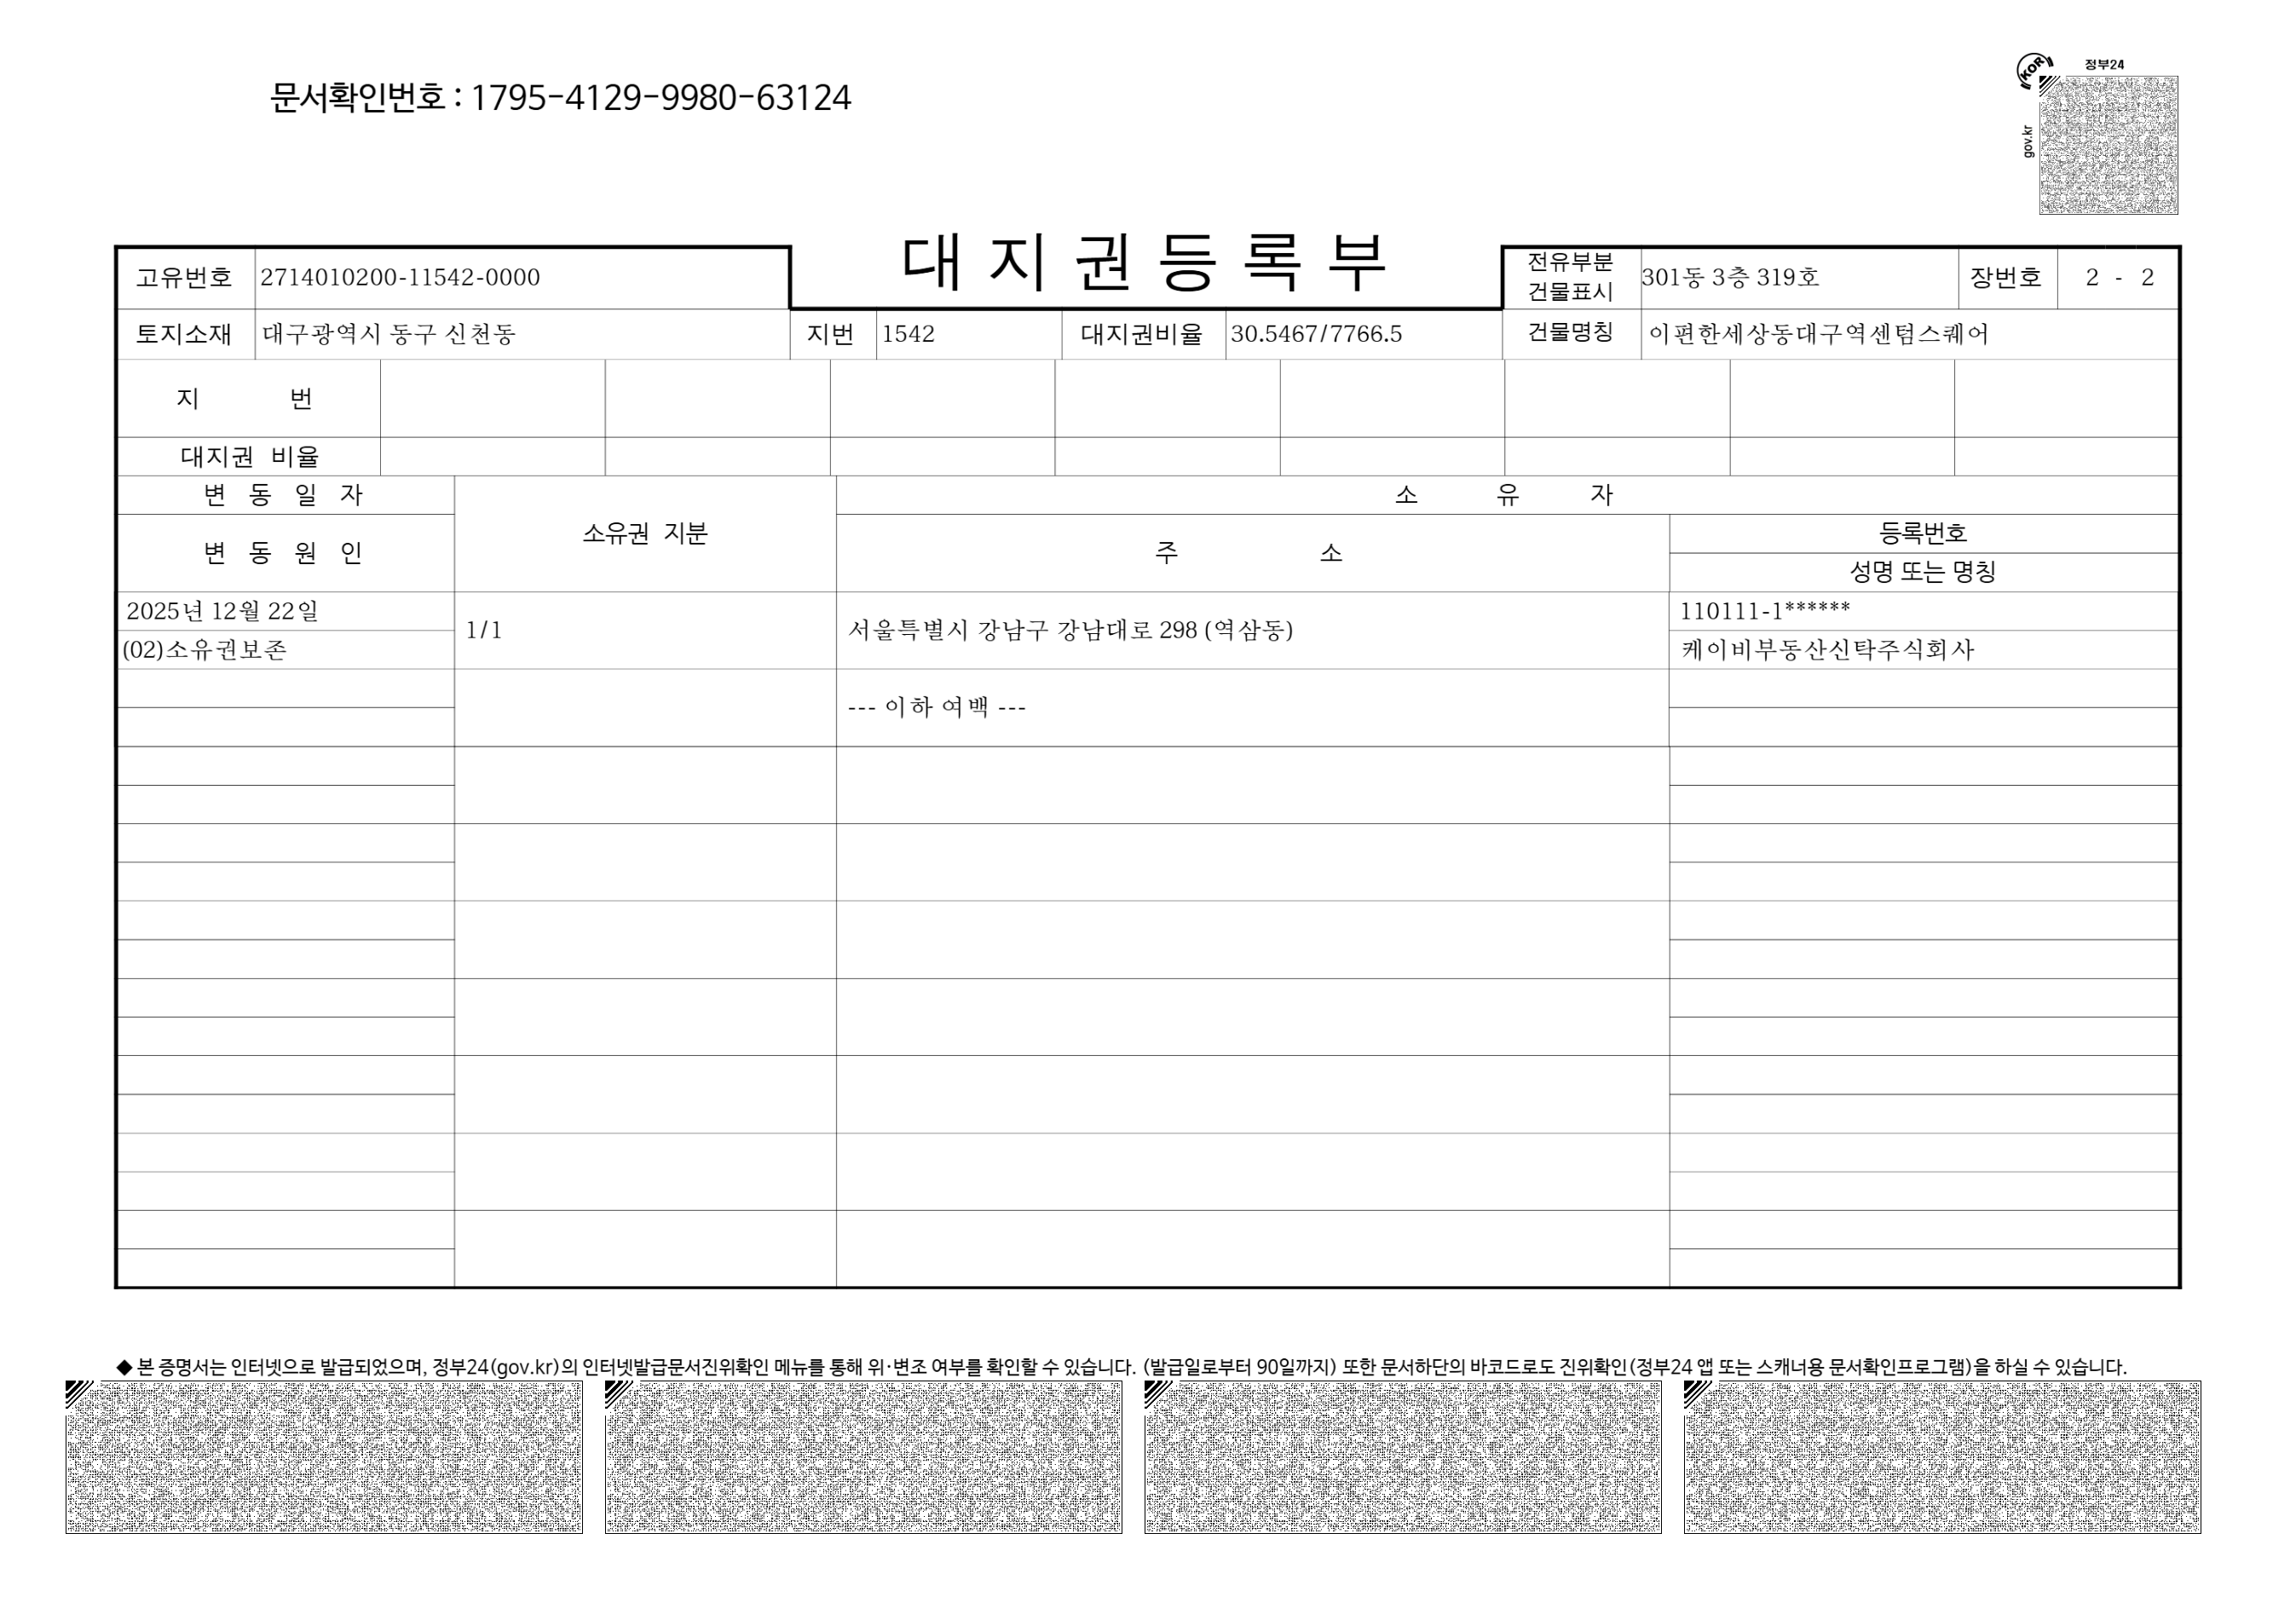 문서확인번호 : 1795-4129-9980-63124
KOR
정부24
gov.kr
대 지 권 등 록 부
고유번호 2714010200-11542-0000
전유부분 건물표시 301동 3층 319호 장번호 2 - 2
토지소재 대구광역시 동구 신천동 지번 1542 대지권비율 30.5467/7766.5 건물명칭 이편한세상동대구역센텀스퀘어
지 번
대지권 비율
변 동 일 자 소유권 지분 소 유 자
변 동 원 인 주 소 등록번호
성명 또는 명칭
2025년 12월 22일 1/1 서울특별시 강남구 강남대로 298 (역삼동) 110111-1******
(02)소유권보존 케이비부동산신탁주식회사
--- 이하 여백 ---
◆ 본 증명서는 인터넷으로 발급되었으며, 정부24(gov.kr)의 인터넷발급문서진위확인 메뉴를 통해 위·변조 여부를 확인할 수 있습니다. (발급일로부터 90일까지) 또한 문서하단의 바코드로도 진위확인(정부24 앱 또는 스캐너용 문서확인프로그램)을 하실 수 있습니다.